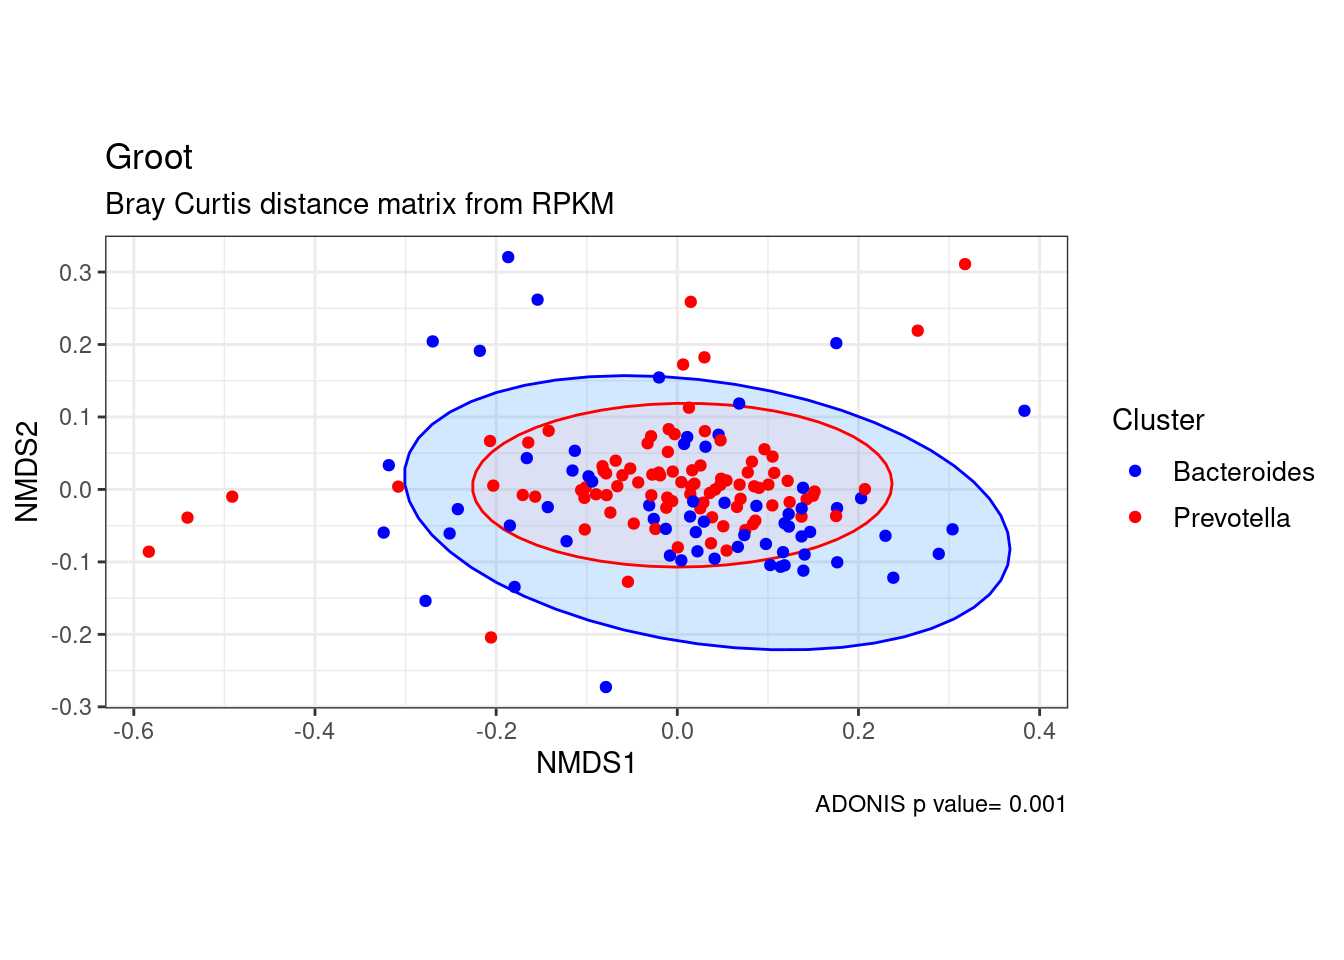 Groot
Bray Curtis distance matrix from RPKM
NMDS2
0.3
0.2
0.1
0.0
-0.1
-0.2
-0.3
-0.6
-0.4
-0.2
0.0
0.2
0.4
NMDS1
ADONIS p value= 0.001
Cluster
Bacteroides
Prevotella